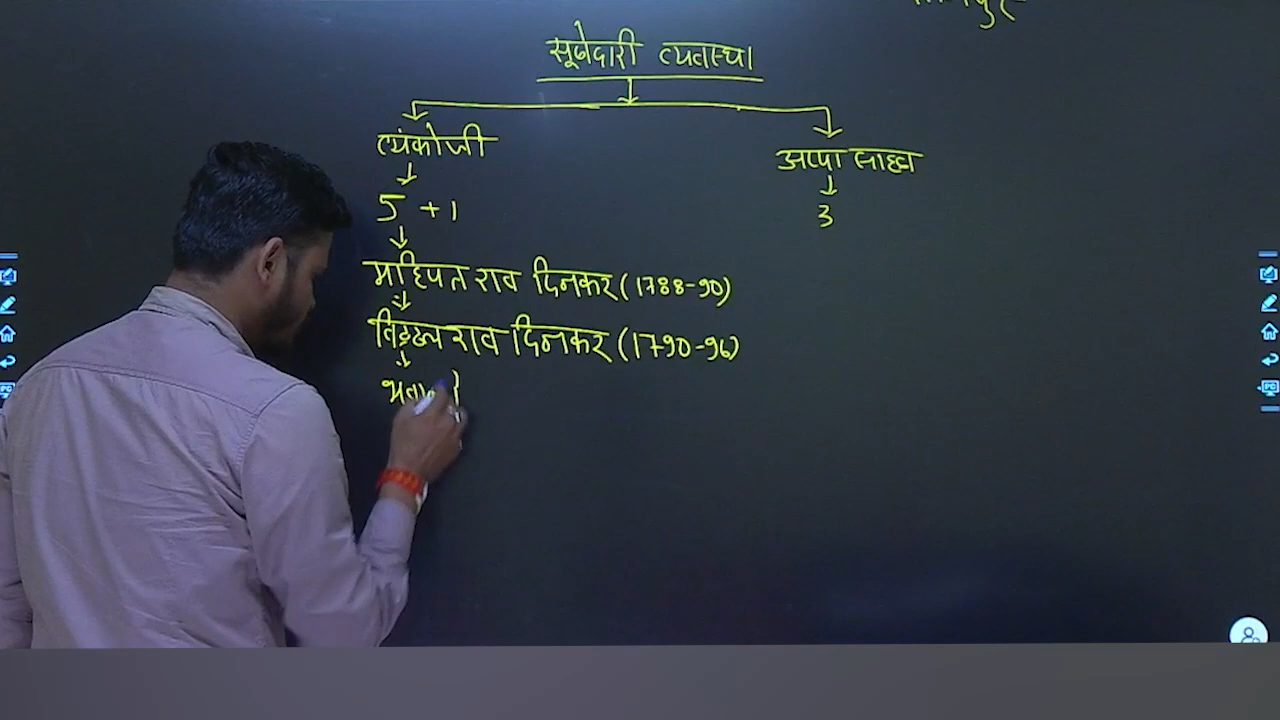 सूबेदारी व्यवस्था
व्यंकोजी
अप्पा साहब
5 + 1
3
महिपत राव दिनकर (1788-90)
विठ्ठल राव दिनकर (1790-96)